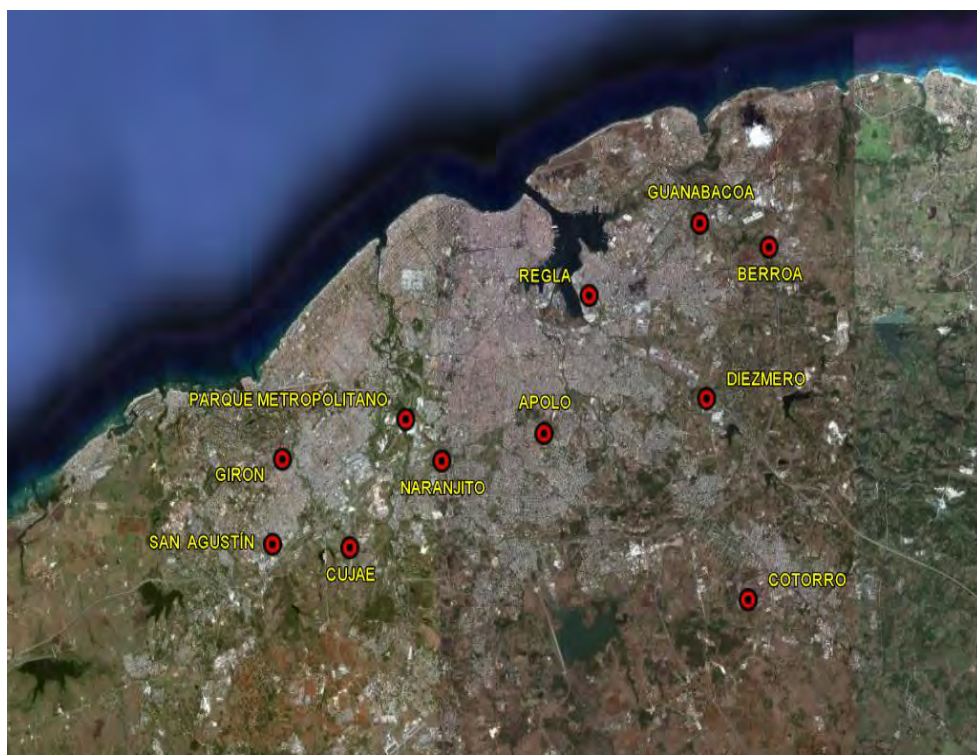 GUANABACOA
BERROA
REGLA
DIEZMERO
PARQUE METROPOLITANO
APOLO
GIRON
NARANJITO
SAN AGUSTÍN
CUJAE
COTORRO